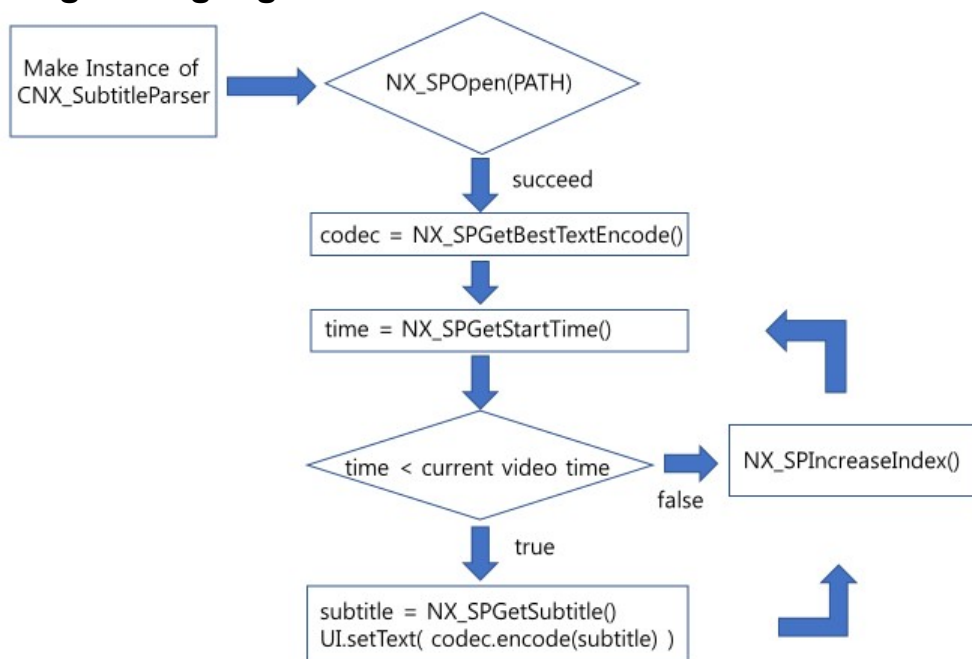 Make Instance of
CNX_SubtitleParser
NX_SPOpen(PATH)
succeed
codec = NX_SPGetBestTextEncode()
time = NX_SPGetStartTime()
time < current video time
false
NX_SPIncreaseIndex()
true
subtitle = NX_SPGetSubtitle()
UI.setText( codec.encode(subtitle) )